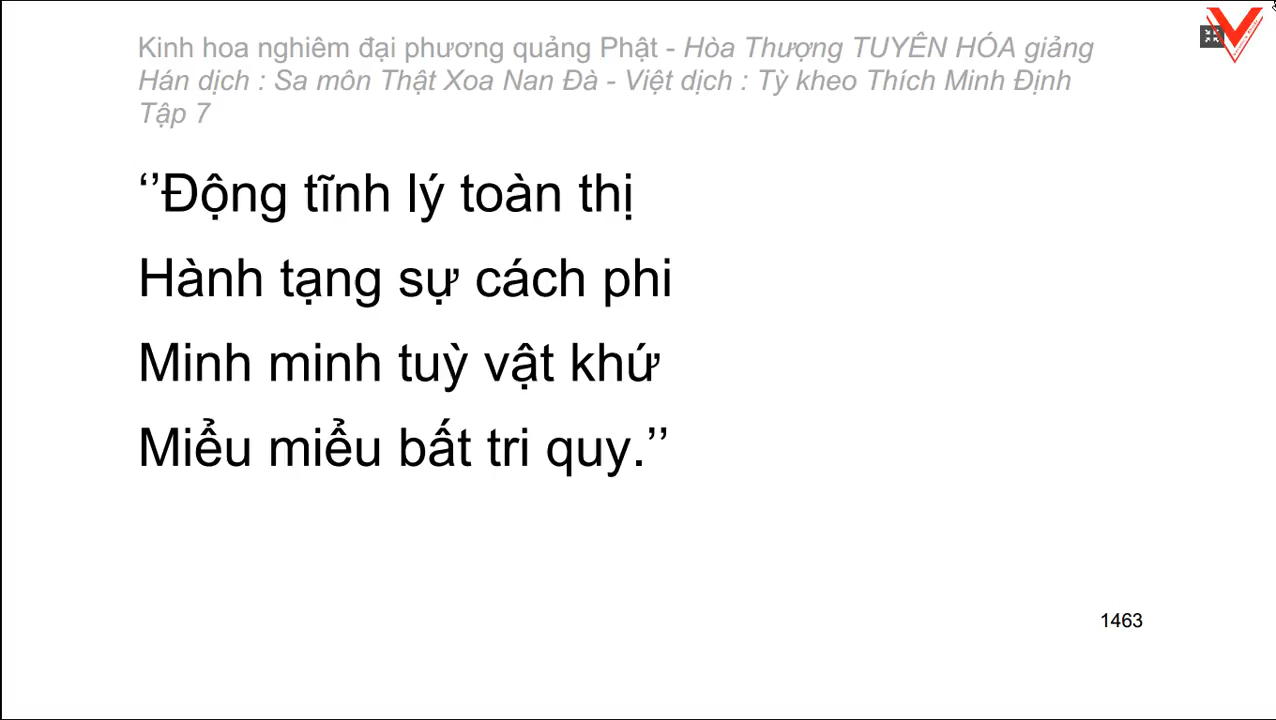 Kinh hoa nghiêm đại phương quảng Phật - Hòa Thượng TUYÊN HÓA giảng
Hán dịch : Sa môn Thật Xoa Nan Đà - Việt dịch : Tỳ kheo Thích Minh Định
Tập 7
‘’Động tĩnh lý toàn thị
Hành tạng sự cách phi
Minh minh tuỳ vật khứ
Miểu miểu bất tri quy.’’
1463